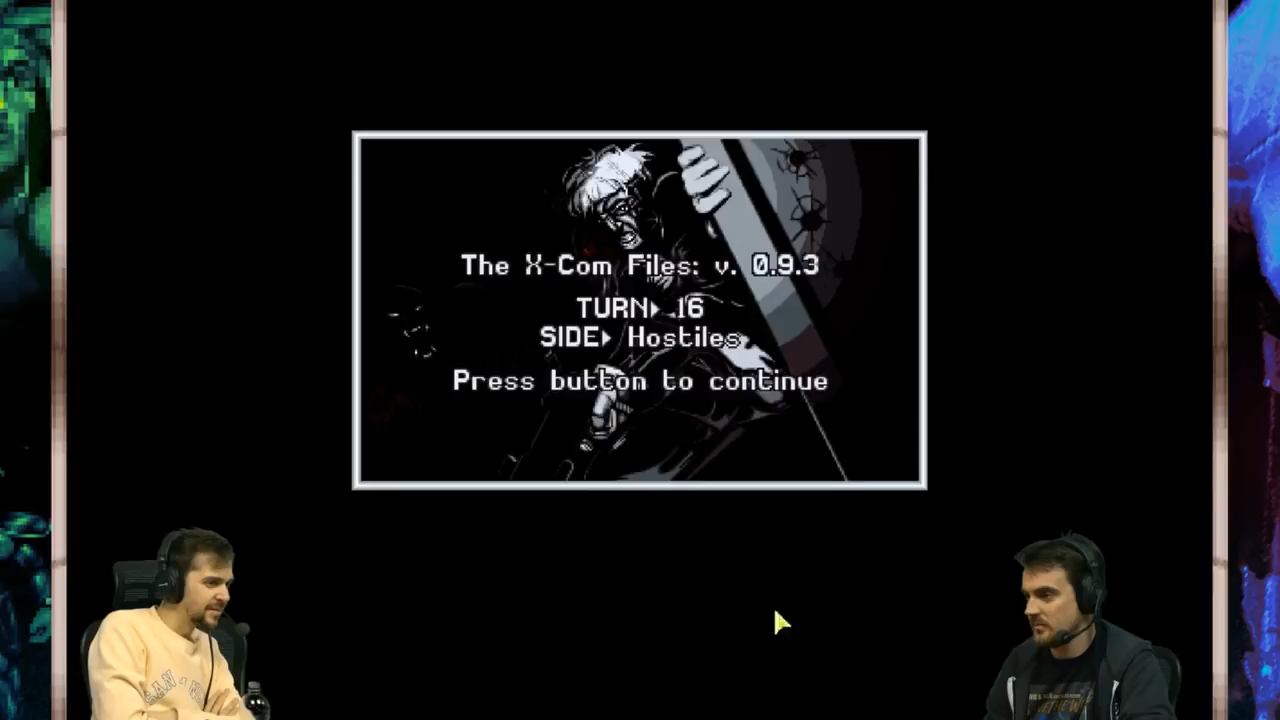 The X-Com Files: v. 0.9.3
TURN▸ 16
SIDE▸ Hostiles
Press button to continue